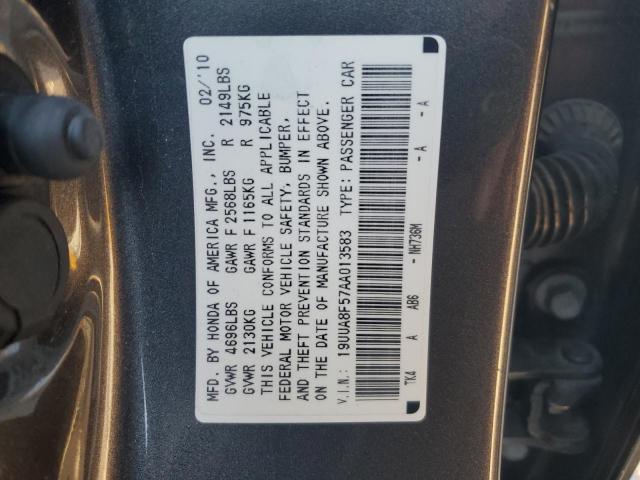 MFD. BY HONDA OF AMERICA MFG., INC. 02/'10
GVWR 4696LBS GAWR F 2568LBS R 2149LBS
GVWR 2130KG GAWR F 1165KG R 975KG
THIS VEHICLE CONFORMS TO ALL APPLICABLE
FEDERAL MOTOR VEHICLE SAFETY, BUMPER,
AND THEFT PREVENTION STANDARDS IN EFFECT
ON THE DATE OF MANUFACTURE SHOWN ABOVE.
V.I.N.: 19UUA8F57AA013583 TYPE: PASSENGER CAR
TK4 A AB6 - NH736M - A - A